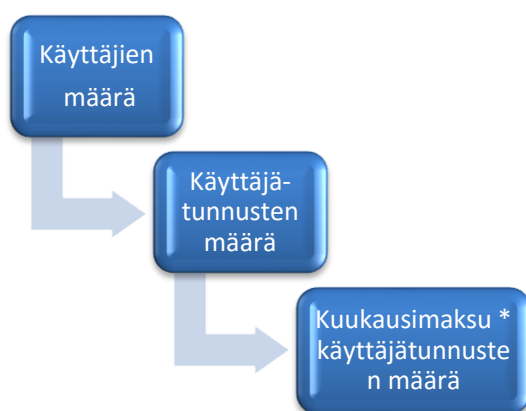 Käyttäjien
määrä
Käyttäjä-
tunnusten
määrä
Kuukausimaksu *
käyttäjätunnuste
n määrä